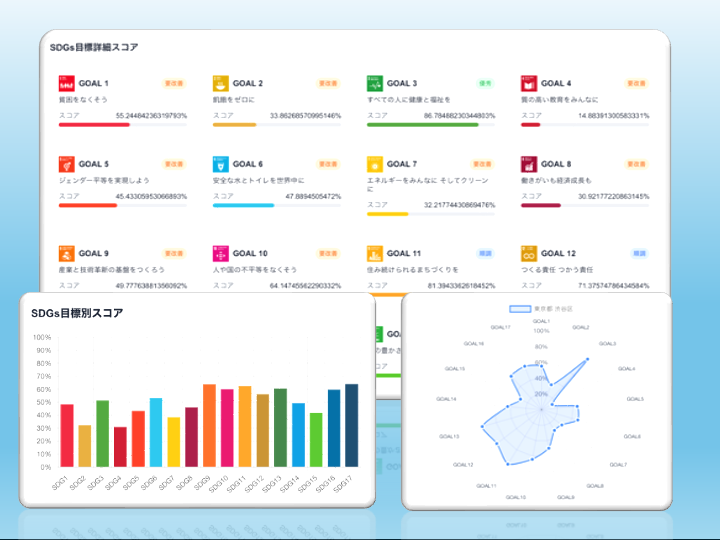 SDGs目標詳細スコア
GOAL 1 要改善
貧困をなくそう
スコア 55.24484236319793%
GOAL 2 要改善
飢餓をゼロに
スコア 33.86268570995146%
GOAL 3 優秀
すべての人に健康と福祉を
スコア 86.78488230344803%
GOAL 4 要改善
質の高い教育をみんなに
スコア 14.88391300583331%
GOAL 5 要改善
ジェンダー平等を実現しよう
スコア 45.43305953066893%
GOAL 6 要改善
安全な水とトイレを世界中に
スコア 47.8894505472%
GOAL 7 要改善
エネルギーをみんなに そしてクリーン
に
スコア 32.21774430869476%
GOAL 8 要改善
働きがいも経済成長も
スコア 30.92177220863145%
GOAL 9 要改善
産業と技術革新の基盤をつくろう
スコア 49.77763881356092%
GOAL 10 要改善
人や国の不平等をなくそう
スコア 64.14745562290332%
GOAL 11 順調
住み続けられるまちづくりを
スコア 81.3943362618452%
GOAL 12 順調
つくる責任 つかう責任
スコア 71.37574786434584%
SDGs目標別スコア
100%
90%
80%
70%
60%
50%
40%
30%
20%
10%
0%
SDG1
SDG2
SDG3
SDG4
SDG5
SDG6
SDG7
SDG8
SDG9
SDG10
SDG11
SDG12
SDG13
SDG14
SDG15
SDG16
SDG17
GOA
の豊かさ
コア
東京都 渋谷区
GOAL1
GOAL2
GOAL3
GOAL4
GOAL5
GOAL6
GOAL7
GOAL8
GOAL9
GOAL10
GOAL11
GOAL12
GOAL13
GOAL14
GOAL15
GOAL16
GOAL17
100%
80%
60%
40%
20%